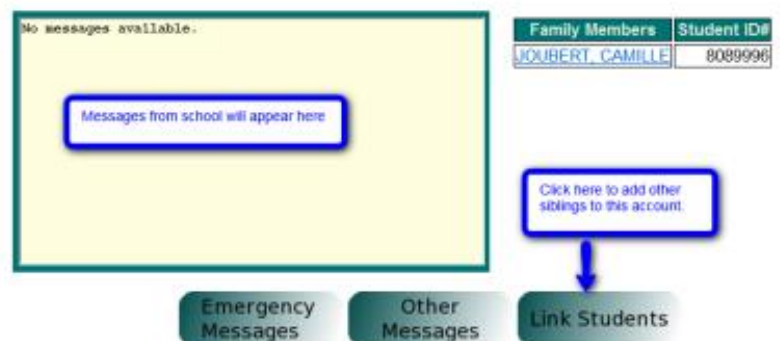 No messages available.
Family Members Student ID#
JOUBERT, CAMILLE 8089996
Messages from school will appear here
Click here to add other
siblings to this account.
Emergency
Messages
Other
Messages
Link Students